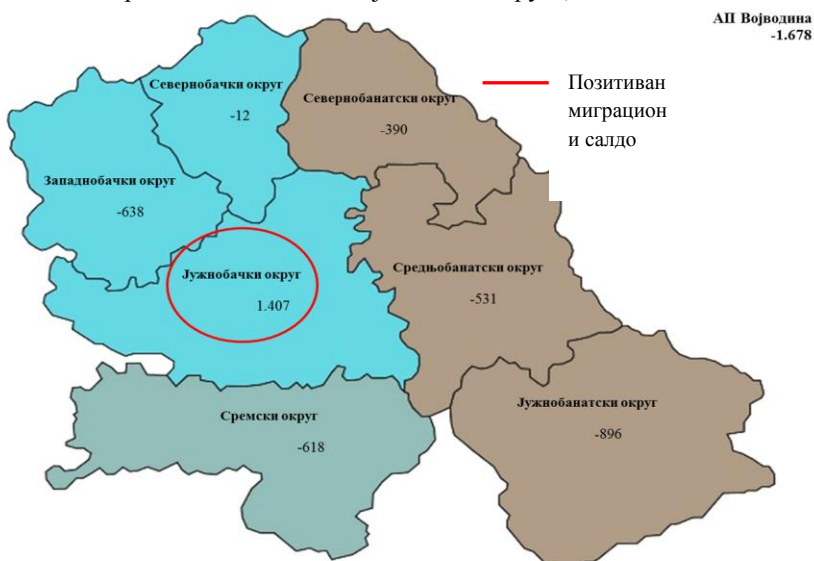 АП Војводина
-1.678
Севернобачки округ
-12
Севернобанатски округ
-390
Позитиван
миграцион
и салдо
Западнобачки округ
-638
Јужнобачки округ
1.407
Средњобанатски округ
-531
Сремски округ
-618
Јужнобанатски округ
-896